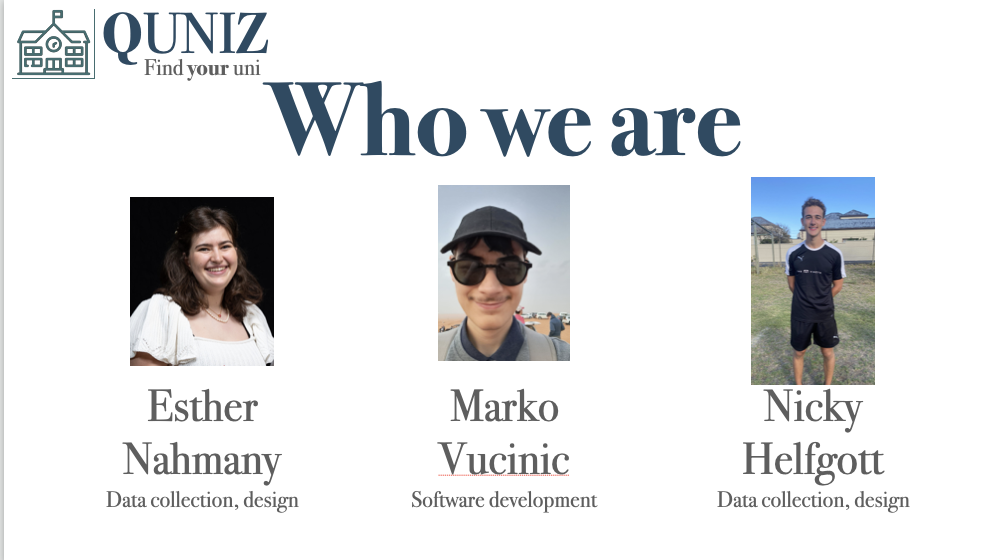 QUNIZ
Find your uni
Who we are
Esther
Nahmany
Data collection, design
Marko
Vucinic
Software development
Nicky
Helfgott
Data collection, design